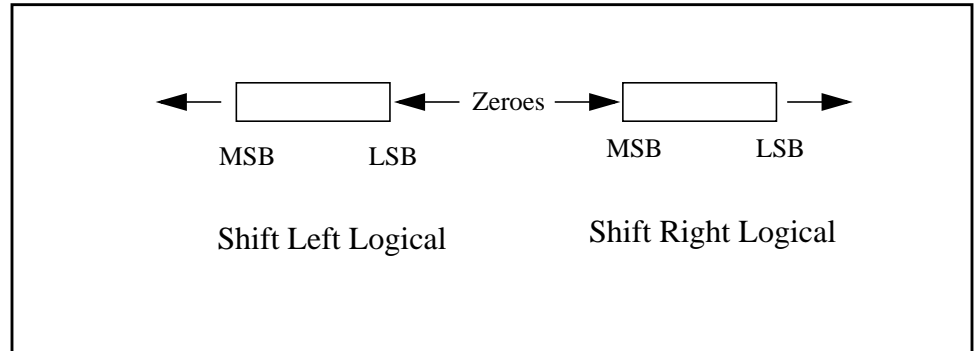 Zeroes
MSB LSB MSB LSB
Shift Left Logical Shift Right Logical